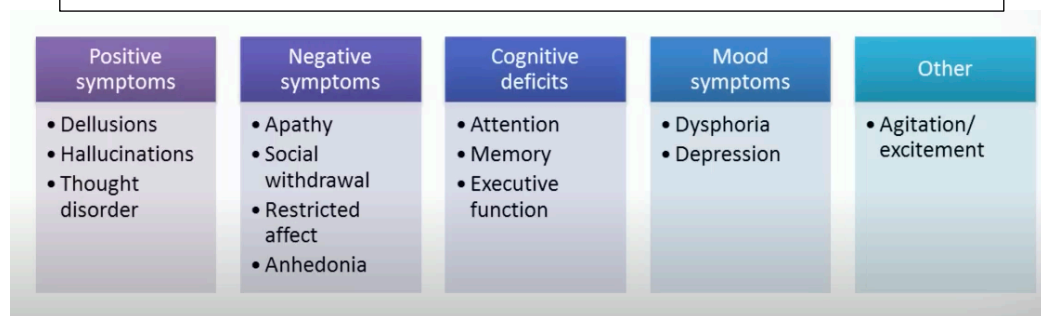 Positive
symptoms
• Dellusions
• Hallucinations
• Thought
disorder
Negative
symptoms
• Apathy
• Social
withdrawal
• Restricted
affect
• Anhedonia
Cognitive
deficits
• Attention
• Memory
• Executive
function
Mood
symptoms
• Dysphoria
• Depression
Other
• Agitation/
excitement